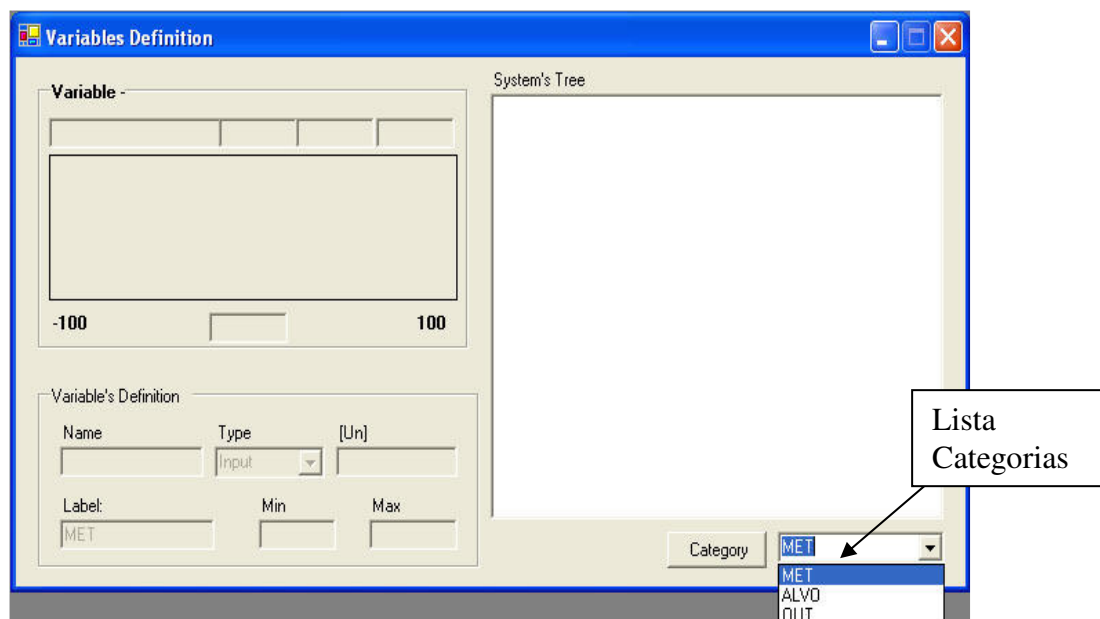 Variables Definition
Variable -
System's Tree
-100
100
Variable's Definition
Name Type [Un]
Input
Label: Min Max
MET
Lista
Categorias
Category MET
MET
ALVO
OUT